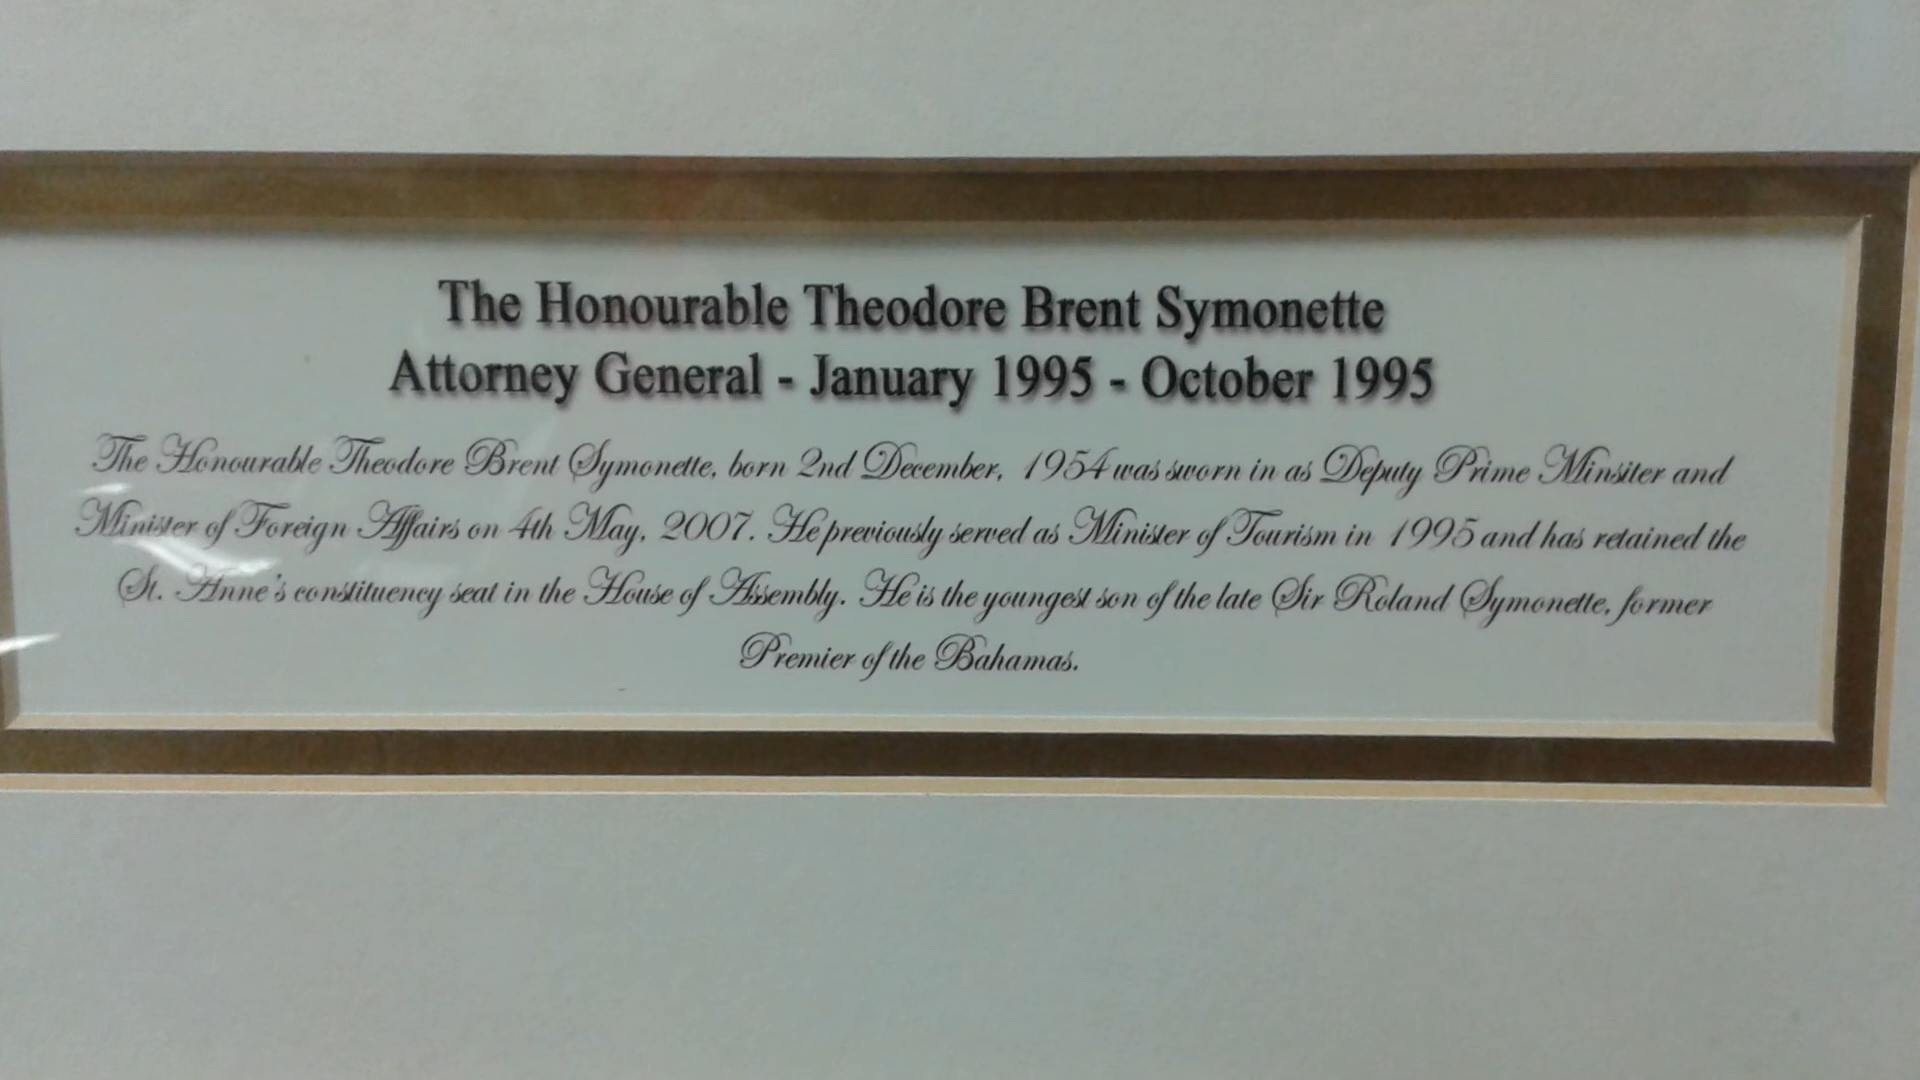 The Honourable Theodore Brent Symonette
Attorney General - January 1995 - October 1995
The Honourable Theodore Brent Symonette, born 2nd December, 1954 was sworn in as Deputy Prime Minsiter and
Minister of Foreign Affairs on 4th May, 2007. He previously served as Minister of Tourism in 1995 and has retained the
St. Anne's constituency seat in the House of Assembly. He is the youngest son of the late Sir Roland Symonette, former
Premier of the Bahamas.